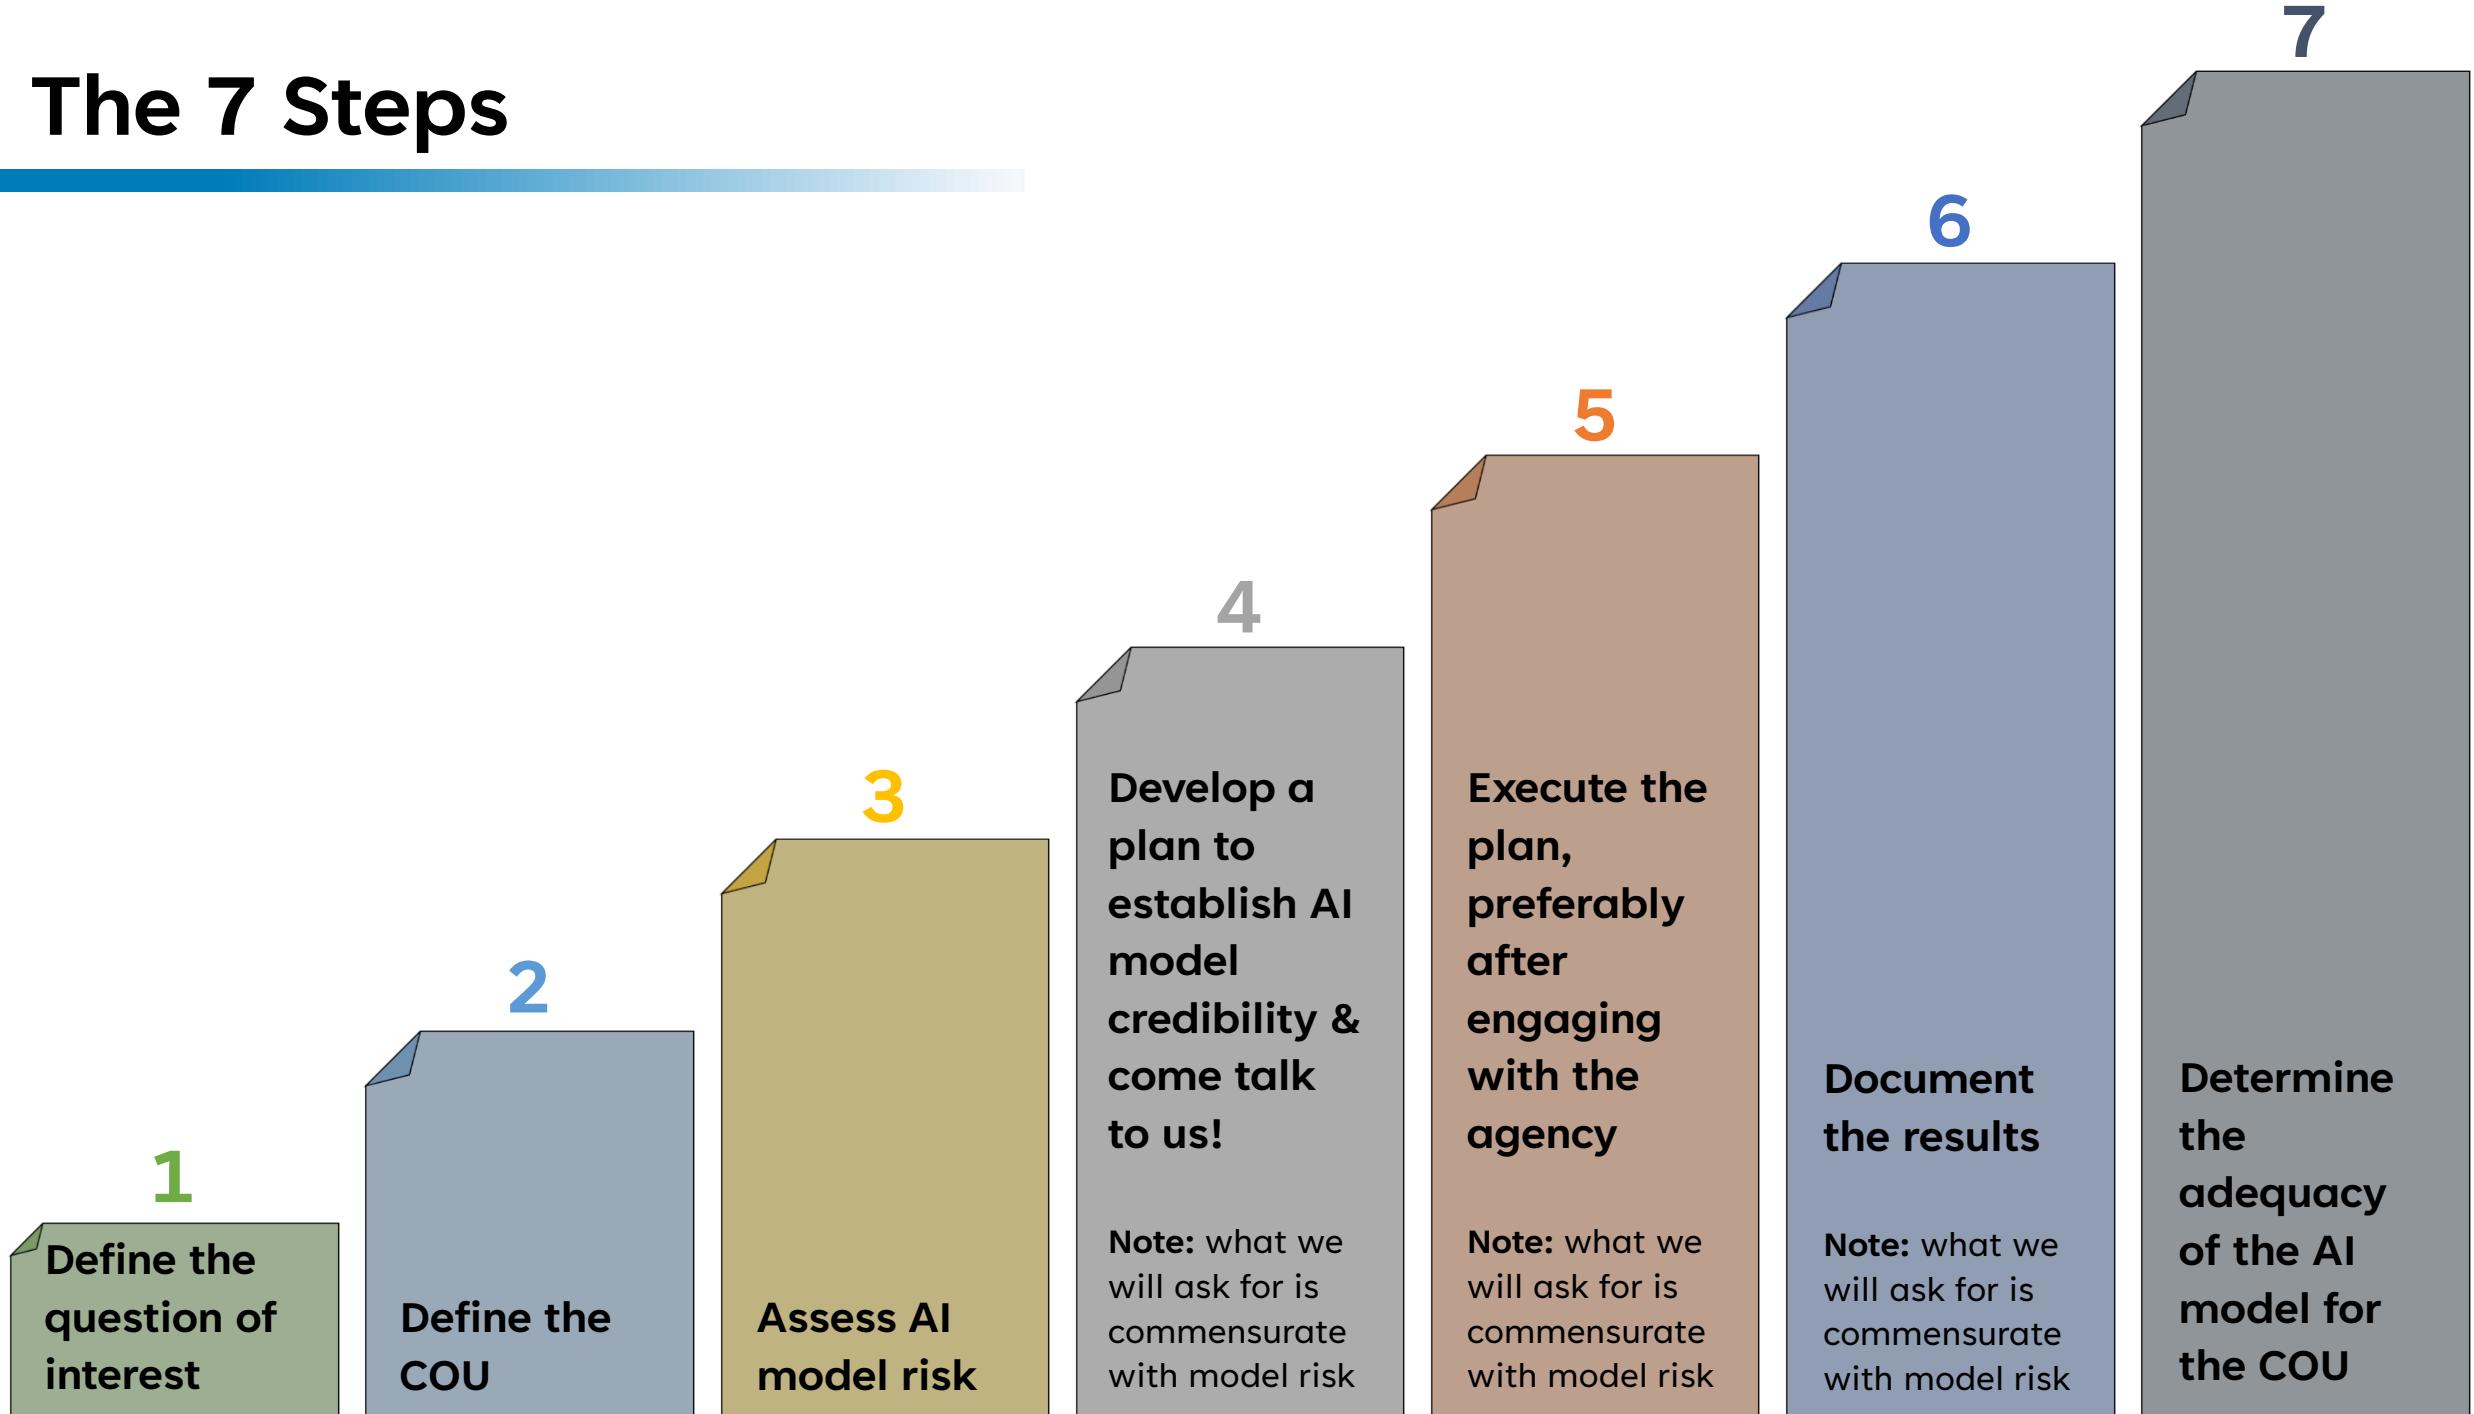 The 7 Steps
1
Define the
question of
interest
2
Define the
COU
3
Assess AI
model risk
4
Develop a
plan to
establish AI
model
credibility &
come talk
to us!
Note: what we
will ask for is
commensurate
with model risk
5
Execute the
plan,
preferably
after
engaging
with the
agency
Note: what we
will ask for is
commensurate
with model risk
6
Document
the results
Note: what we
will ask for is
commensurate
with model risk
7
Determine
the
adequacy
of the AI
model for
the COU